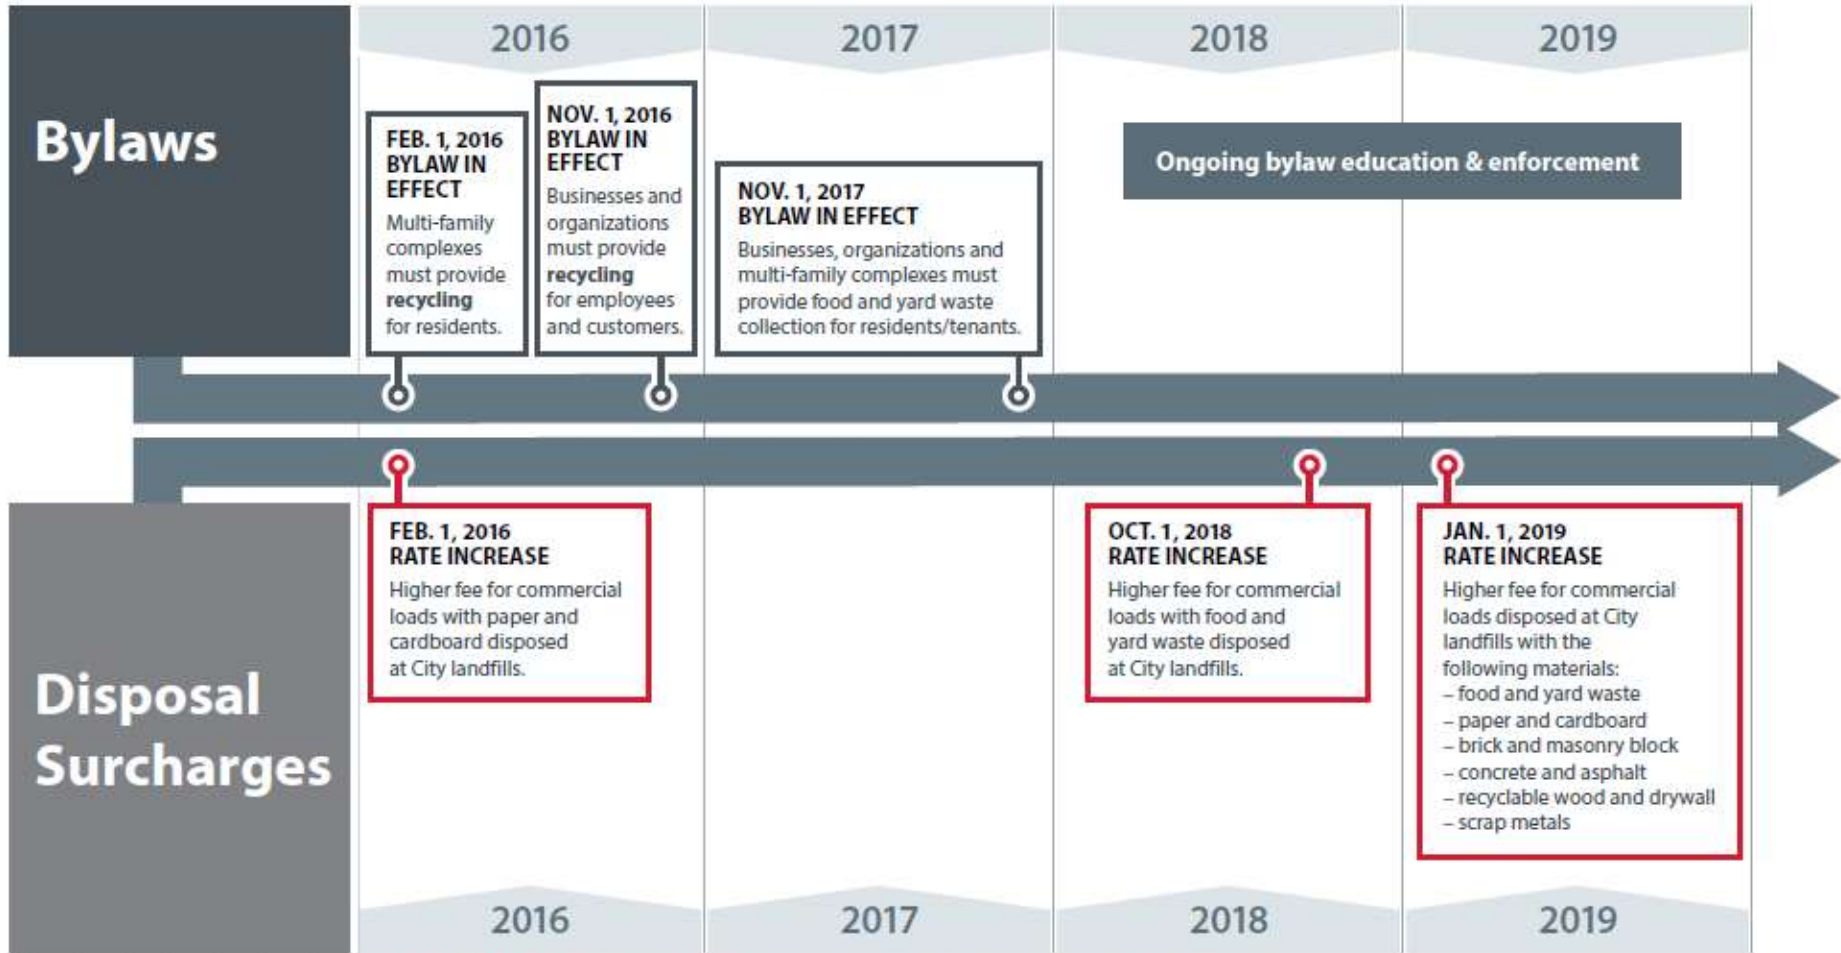 Bylaws
2016
2017
2018
2019
FEB. 1, 2016
BYLAW IN
EFFECT
Multi-family
complexes
must provide
recycling
for residents.
NOV. 1, 2016
BYLAW IN
EFFECT
Businesses and
organizations
must provide
recycling
for employees
and customers.
NOV. 1, 2017
BYLAW IN EFFECT
Businesses, organizations and
multi-family complexes must
provide food and yard waste
collection for residents/tenants.
Ongoing bylaw education & enforcement
Disposal
Surcharges
FEB. 1, 2016
RATE INCREASE
Higher fee for commercial
loads with paper and
cardboard disposed
at City landfills.
OCT. 1, 2018
RATE INCREASE
Higher fee for commercial
loads with food and
yard waste disposed
at City landfills.
JAN. 1, 2019
RATE INCREASE
Higher fee for commercial
loads disposed at City
landfills with the
following materials:
– food and yard waste
– paper and cardboard
– brick and masonry block
– concrete and asphalt
– recyclable wood and drywall
– scrap metals
2016
2017
2018
2019